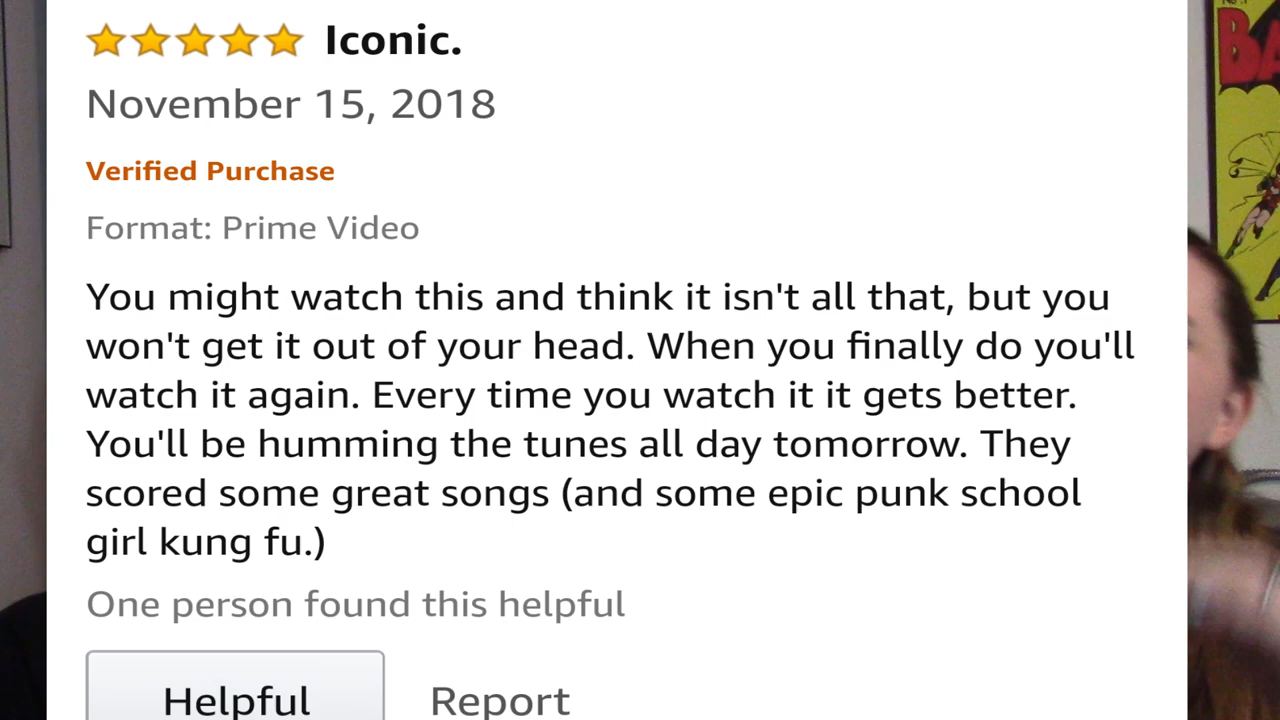 Iconic.
November 15, 2018
Verified Purchase
Format: Prime Video
You might watch this and think it isn't all that, but you
won't get it out of your head. When you finally do you'll
watch it again. Every time you watch it it gets better.
You'll be humming the tunes all day tomorrow. They
scored some great songs (and some epic punk school
girl kung fu.)
One person found this helpful
Helpful
Report
BA